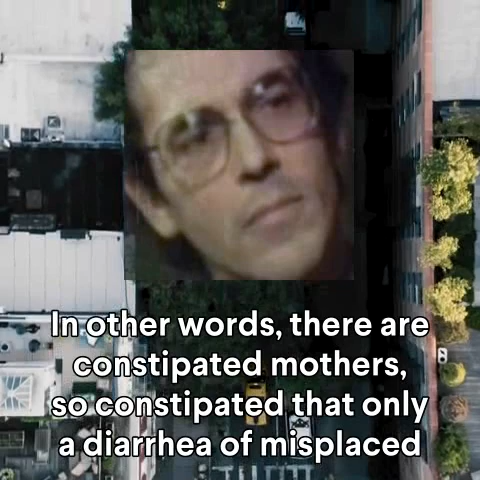 In other words, there are
constipated mothers,
so constipated that only
a diarrhea of misplaced